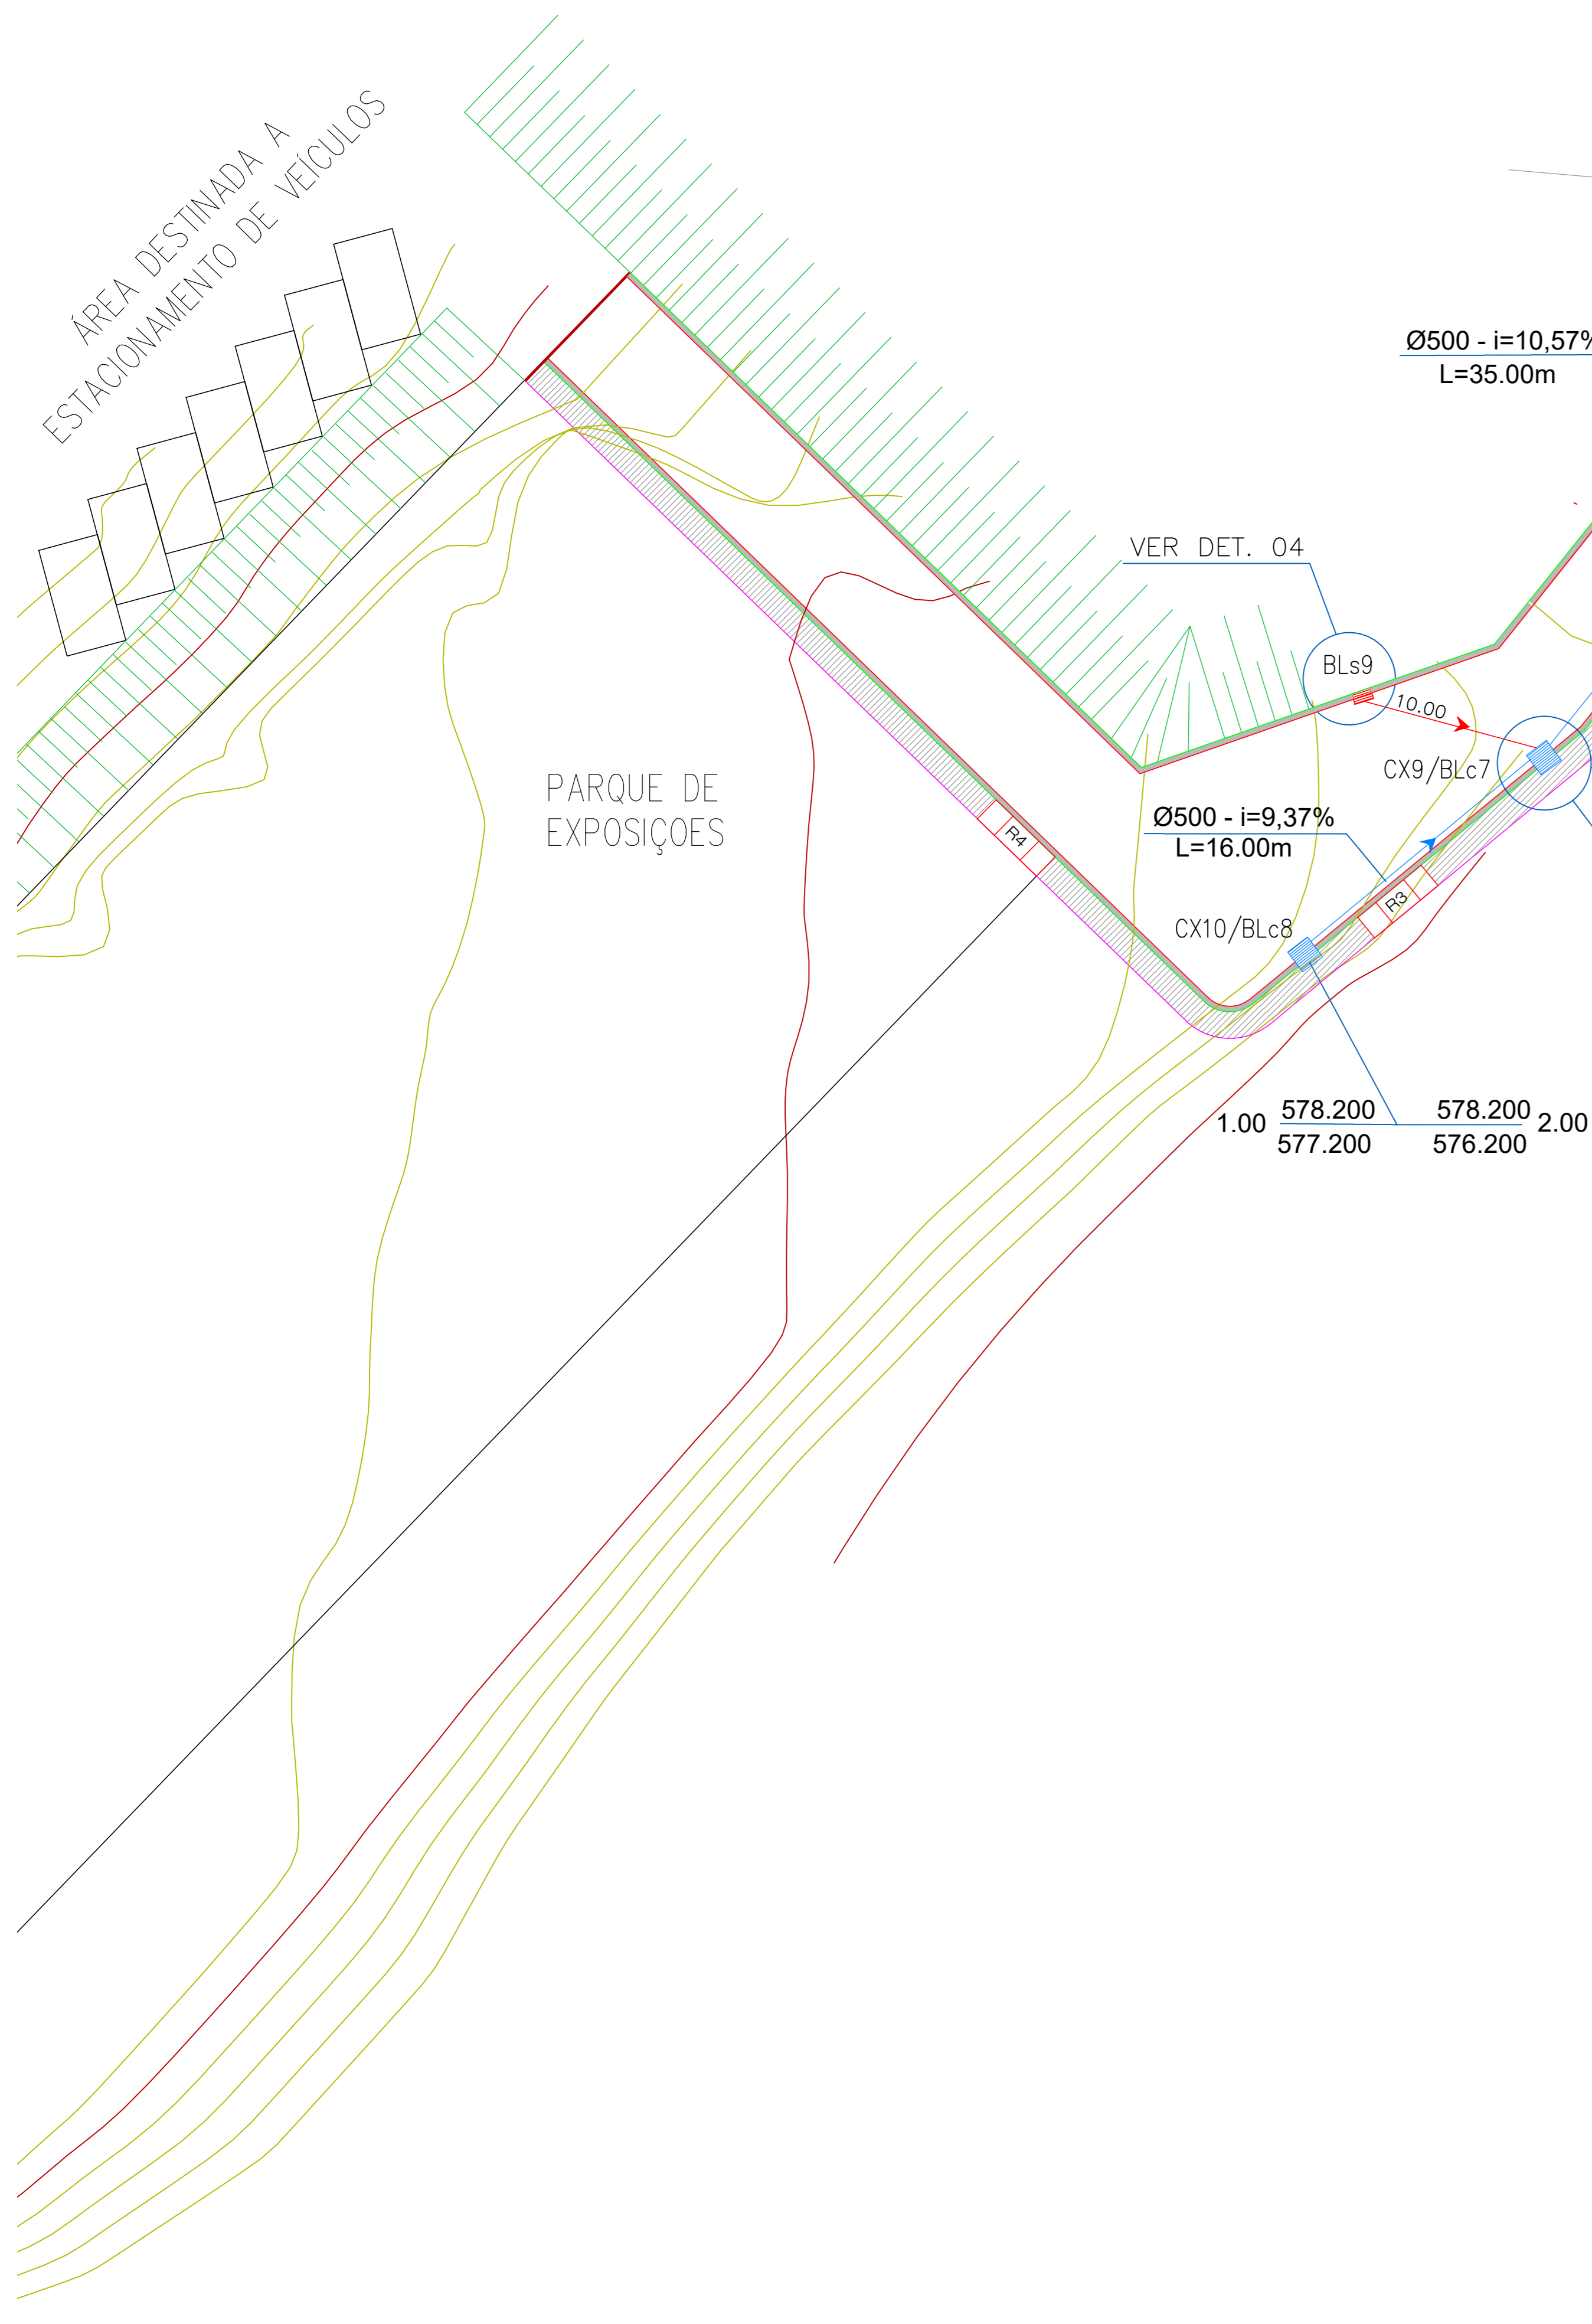 ÁREA DESTINADA A
ESTACIONAMENTO DE VEÍCULOS
Ø500 - i=10,57%
L=35.00m
VER DET. 04
BLs9
10.00
CX9/BLc7
PARQUE DE
EXPOSIÇOES
Ø500 - i=9,37%
L=16.00m
R4
R3
CX10/BLc8
1.00 578.200 578.200 2.00
577.200 576.200